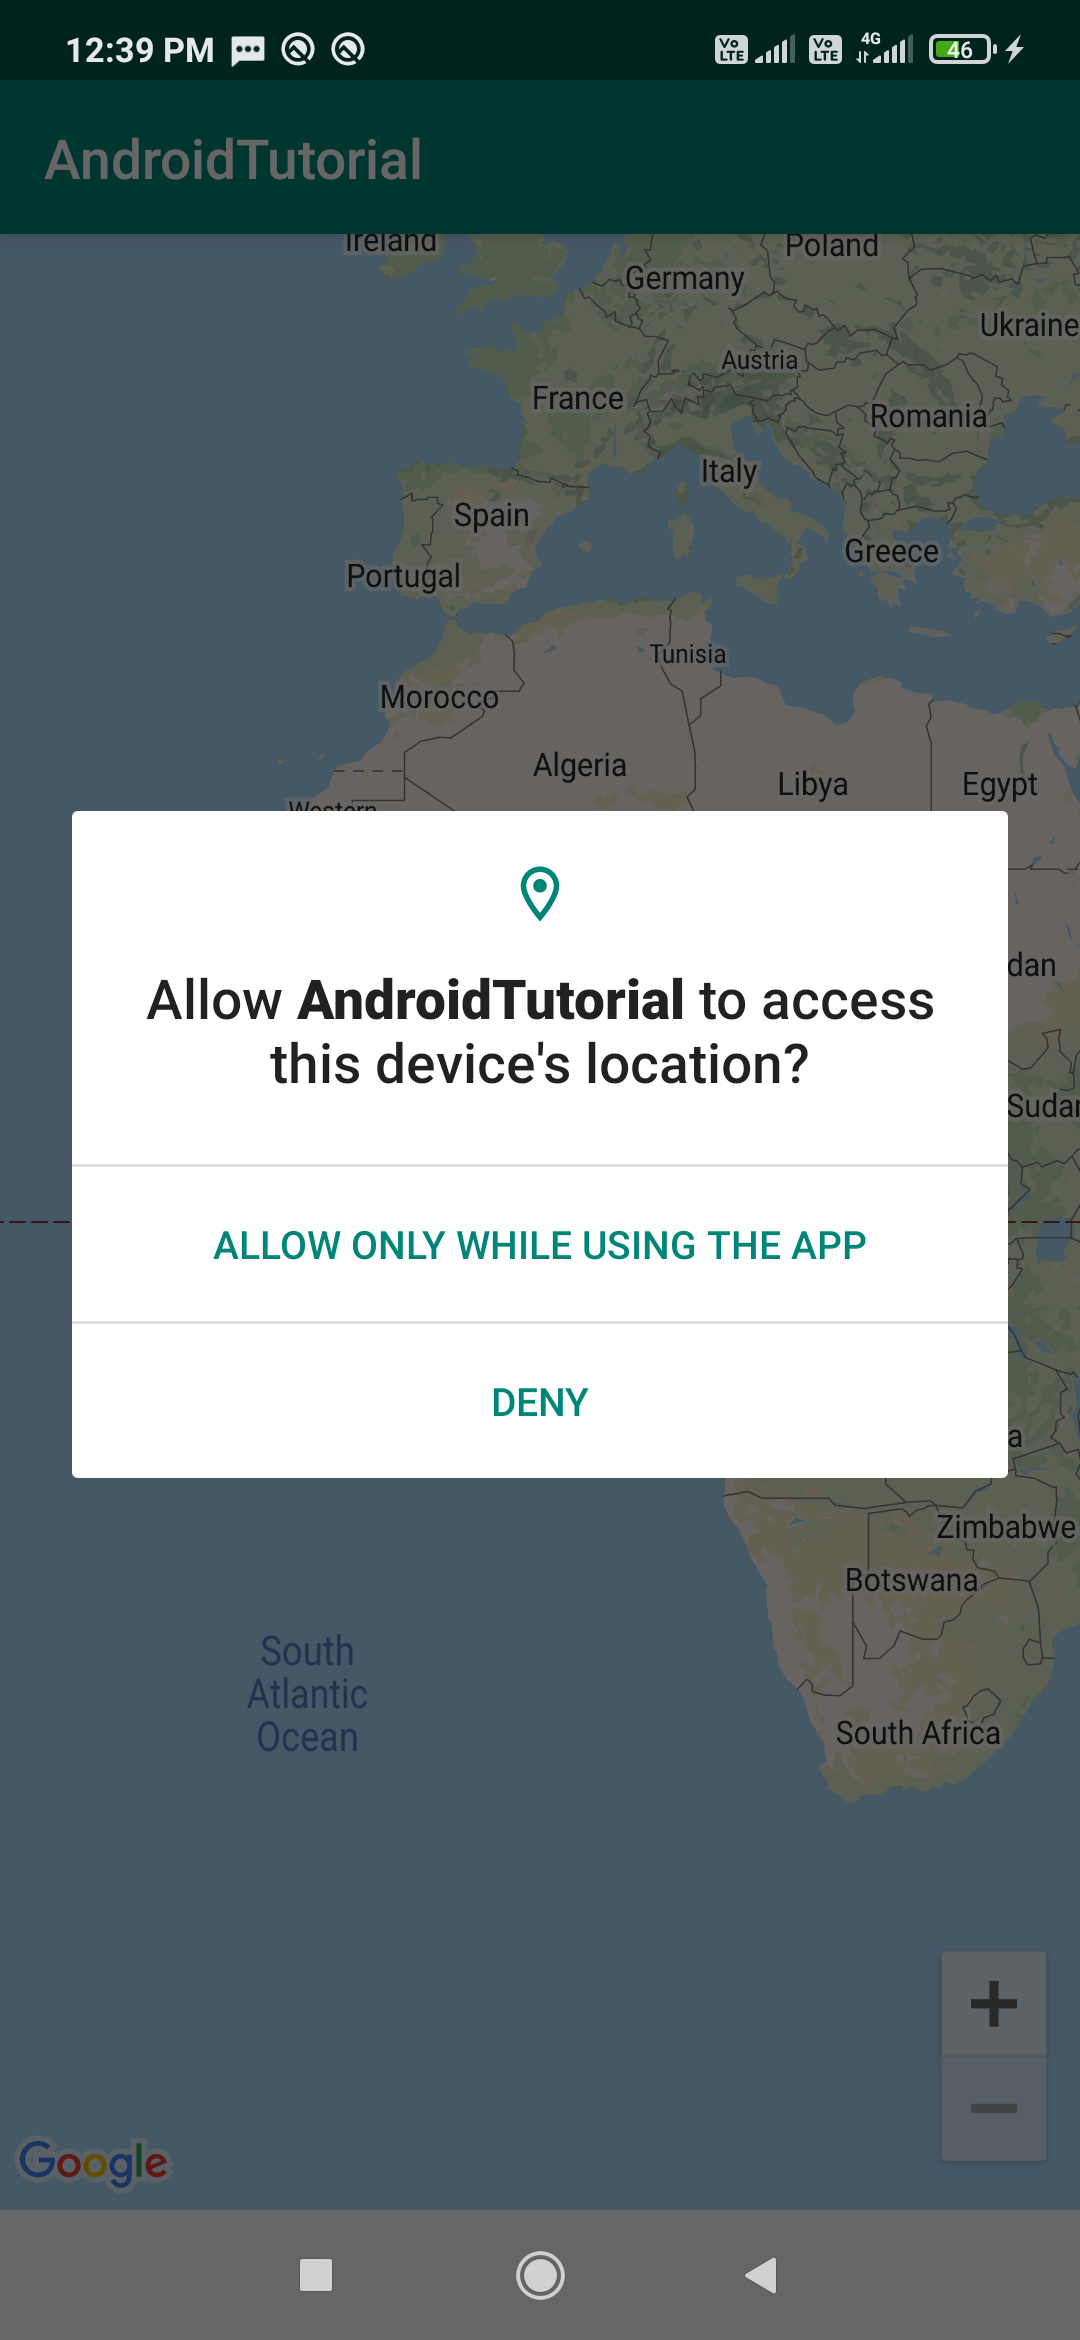 12:39 PM
Vo LTE Vo LTE 4G 46
AndroidTutorial
Ireland
Poland
Germany
Ukraine
Austria
France
Romania
Italy
Spain
Greece
Portugal
Tunisia
Morocco
Algeria
Libya
Egypt
Western
dan
Allow AndroidTutorial to access
this device's location?
Sudan
ALLOW ONLY WHILE USING THE APP
DENY
a
Zimbabwe
Botswana
South
Atlantic
Ocean
South Africa
Google